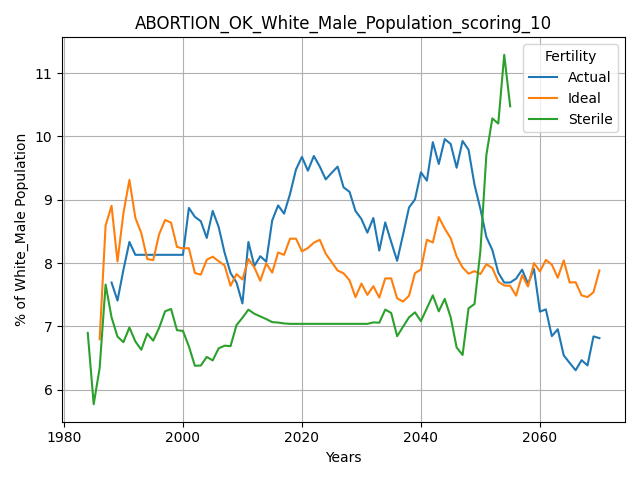 ABORTION_OK_White_Male_Population_scoring_10
% of White_Male Population
11
10
9
8
7
6
Fertility
Actual
Ideal
Sterile
1980
2000
2020
2040
2060
Years